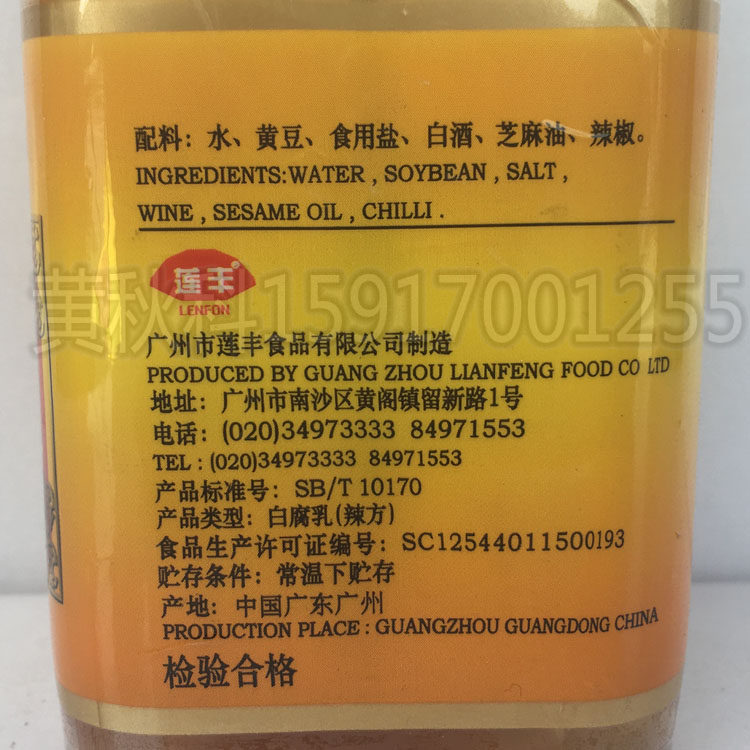 配料：水、黄豆、食用盐、白酒、芝麻油、辣椒。
INGREDIENTS:WATER , SOYBEAN , SALT ,
WINE , SESAME OIL , CHILLI .
莲丰®
LENFON
黄秋科15917001255
广州市莲丰食品有限公司制造
PRODUCED BY GUANG ZHOU LIANFENG FOOD CO LTD
地址：广州市南沙区黄阁镇留新路1号
电话：(020)34973333 84971553
TEL : (020)34973333 84971553
产品标准号：SB/T 10170
产品类型：白腐乳(辣方)
食品生产许可证编号：SC12544011500193
贮存条件：常温下贮存
产地：中国广东广州
PRODUCTION PLACE : GUANGZHOU GUANGDONG CHINA
检验合格